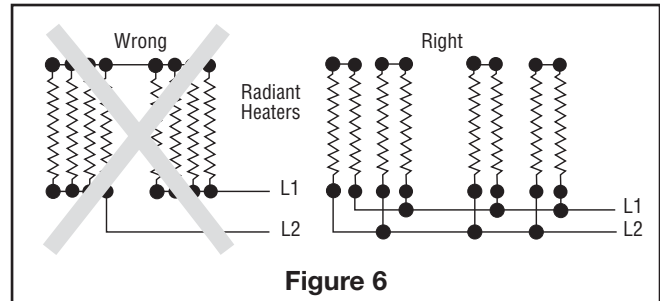 Wrong
Right
Radiant
Heaters
L1
L2
L1
L2
Figure 6